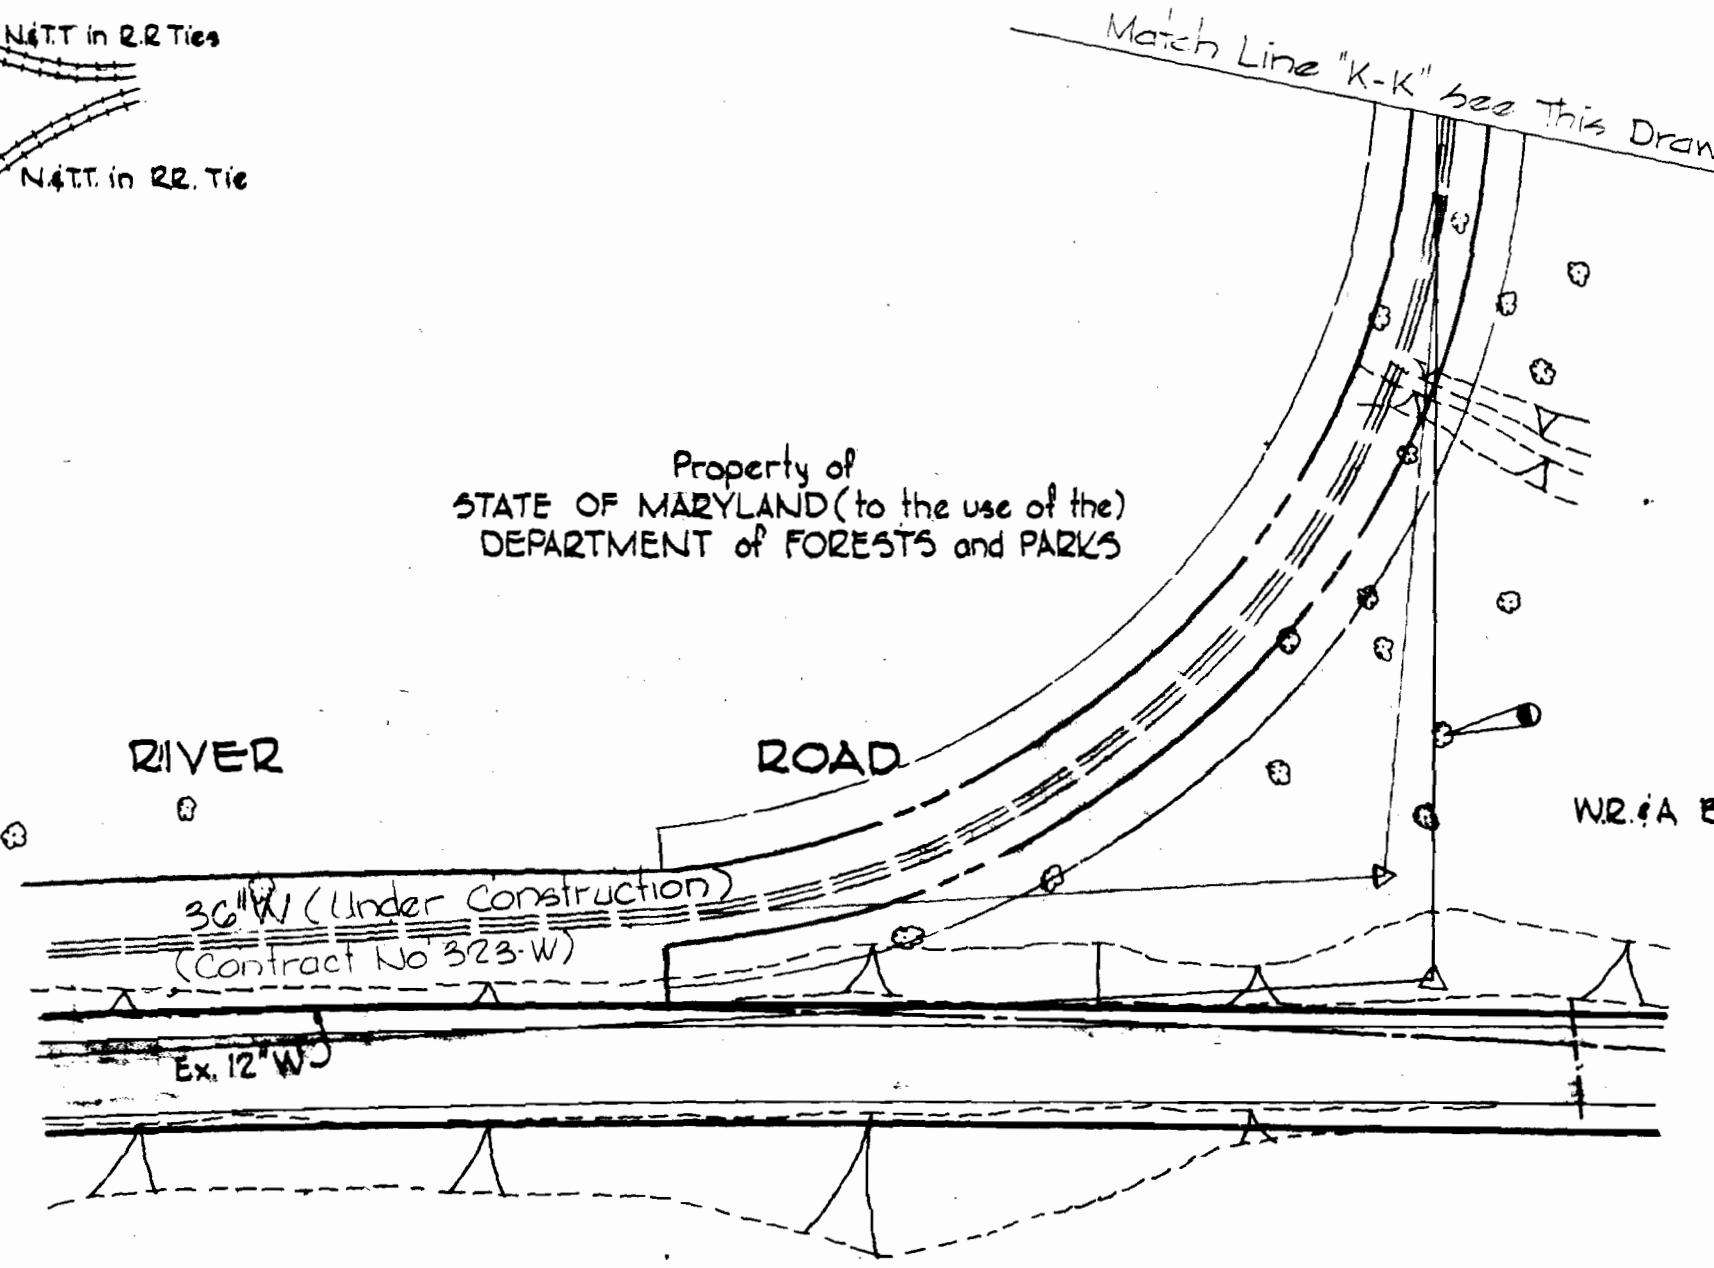 N.&T.T in R.R Ties
N.&T.T. in RR. Tie
Match Line "K-K" See This
Property of
STATE OF MARYLAND (to the use of the)
DEPARTMENT of FORESTS and PARKS
RIVER ROAD
W.R.&A
36"W (Under Construction)
(Contract No 323-W)
Ex. 12"W